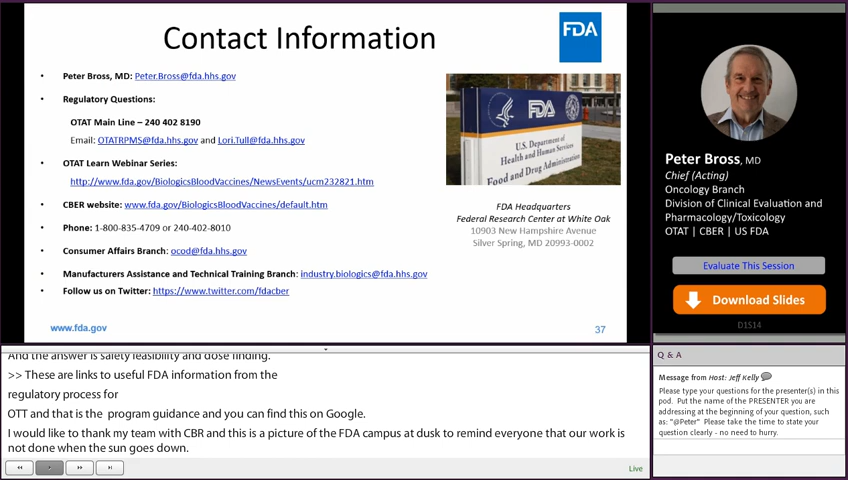 Contact Information
FDA
• Peter Bross, MD: Peter.Bross@fda.hhs.gov
• Regulatory Questions:
OTAT Main Line – 240 402 8190
Email: OTATRPMS@fda.hhs.gov and Lori.Tull@fda.hhs.gov
• OTAT Learn Webinar Series:
http://www.fda.gov/BiologicsBloodVaccines/NewsEvents/ucm232821.htm
• CBER website: www.fda.gov/BiologicsBloodVaccines/default.htm
• Phone: 1-800-835-4709 or 240-402-8010
• Consumer Affairs Branch: ocod@fda.hhs.gov
• Manufacturers Assistance and Technical Training Branch: industry.biologics@fda.hhs.gov
• Follow us on Twitter: https://www.twitter.com/fdacber
FDA
U.S. Department of
Health and Human Services
Food and Drug Administration
FDA Headquarters
Federal Research Center at White Oak
10903 New Hampshire Avenue
Silver Spring, MD 20993-0002
www.fda.gov
37
Peter Bross, MD
Chief (Acting)
Oncology Branch
Division of Clinical Evaluation and
Pharmacology/Toxicology
OTAT | CBER | US FDA
Evaluate This Session
Download Slides
D1S14
And the answer is safety feasibility and dose finding.
>> These are links to useful FDA information from the
regulatory process for
OTT and that is the program guidance and you can find this on Google.
I would like to thank my team with CBR and this is a picture of the FDA campus at dusk to remind everyone that our work is
not done when the sun goes down.
Live
Q & A
Message from Host: Jeff Kelly
Please type your questions for the presenter(s) in this
pod. Put the name of the PRESENTER you are
addressing at the beginning of your question, such
as: "@Peter" Please take the time to state your
question clearly - no need to hurry.